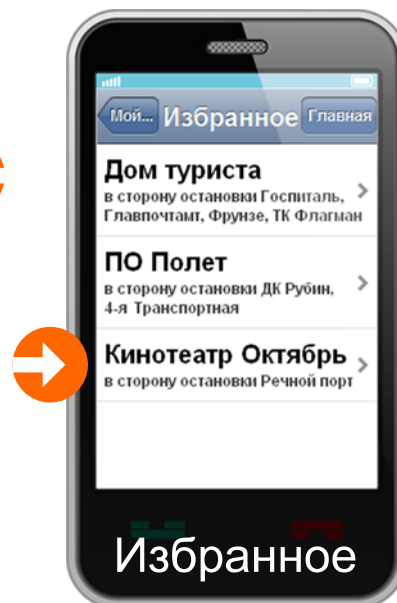 Мой... Избранное Главная
Дом туриста
в сторону остановки Госпиталь,
Главпочтамт, Фрунзе, ТК Флагман
ПО Полет
в сторону остановки ДК Рубин,
4-я Транспортная
Кинотеатр Октябрь
в сторону остановки Речной порт
Избранное